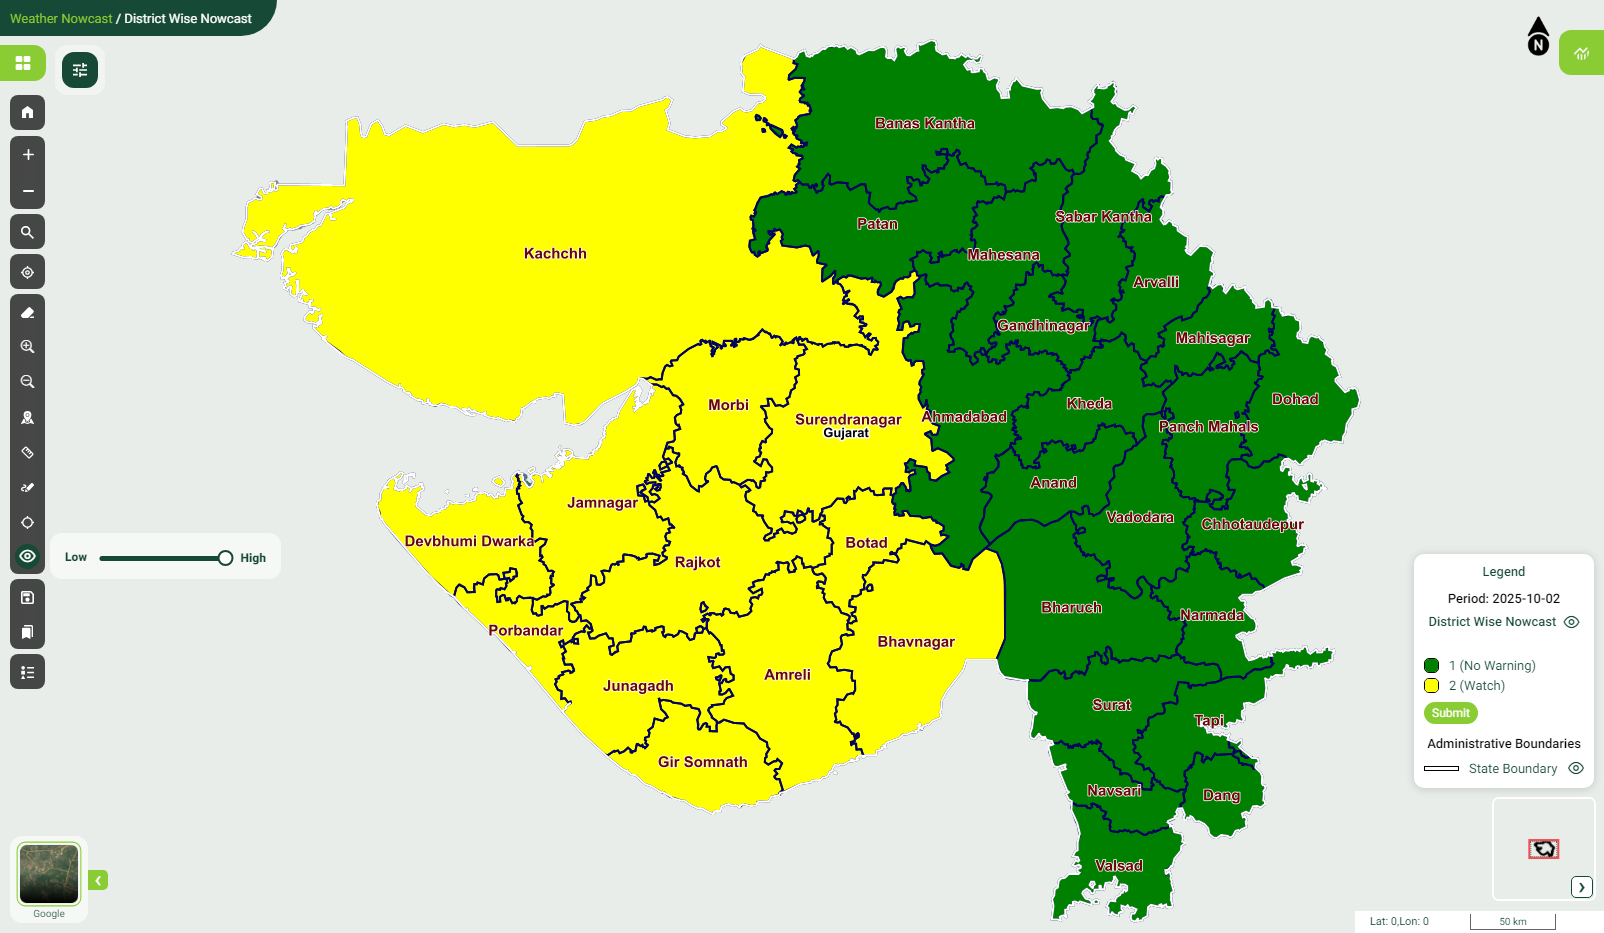 Weather Nowcast / District Wise Nowcast
N
Banas Kantha
Patan
Sabar Kantha
Mahesana
Kachchh
Arvalli
Gandhinagar
Mahisagar
Morbi
Surendranagar
Gujarat
Ahmadabad
Kheda
Dohad
Panch Mahals
Anand
Jamnagar
Vadodara
Chhotaudepur
Devbhumi Dwarka
Botad
Rajkot
Low
High
Bharuch
Narmada
Porbandar
Bhavnagar
Amreli
Junagadh
Surat
Tapi
Gir Somnath
Navsari
Dang
Valsad
Legend
Period: 2025-10-02
District Wise Nowcast
1 (No Warning)
2 (Watch)
Submit
Administrative Boundaries
State Boundary
Google
Lat: 0,Lon: 0
50 km